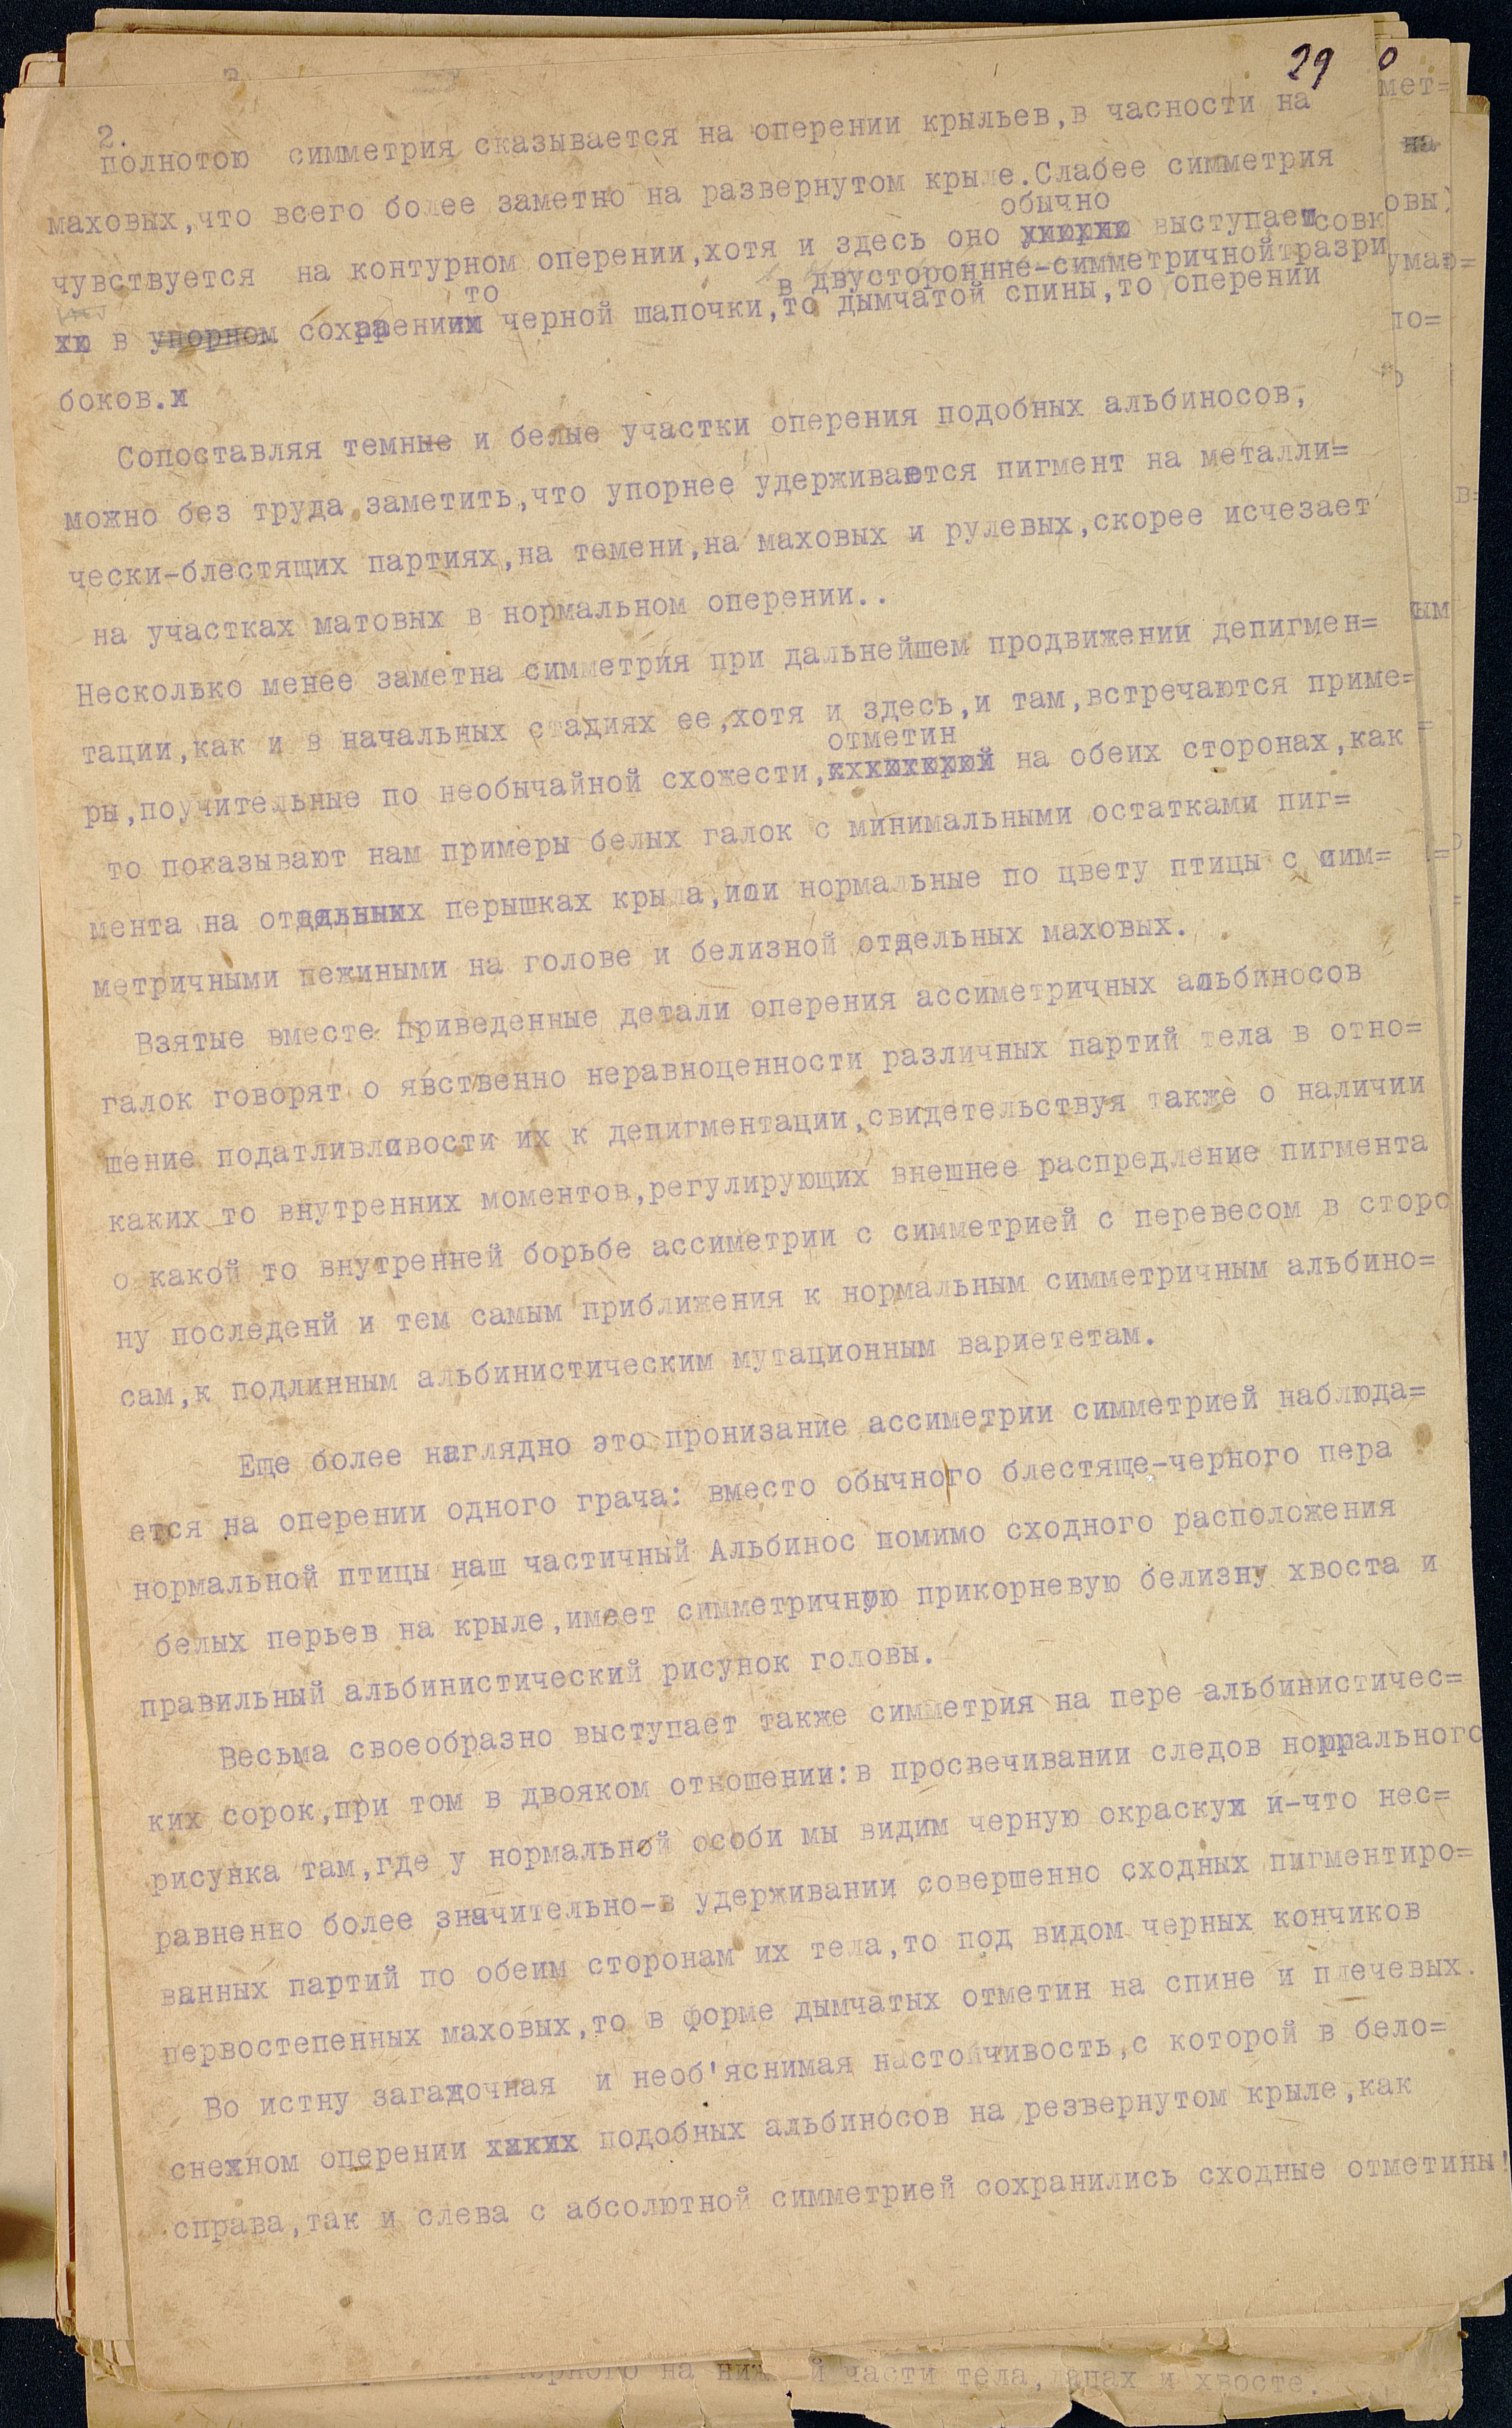 29
2.
полнотою симметрия сказывается на оперении крыльев,в часности на
маховых,что всего более заметно на развернутом крыле.Слабее симметрия
обычно
чувствуется на контурном оперении,хотя и здесь оно выступает
в двусторонне-симметричной разрисовк
то
в упорном сохранении черной шапочки,то дымчатой спины,то оперении
боков.
Сопоставляя темные и белые участки оперения подобных альбиносов,
можно без труда заметить,что упорнее удерживается пигмент на металли=
чески-блестящих партиях,на темени,на маховых и рулевых,скорее исчезает
на участках матовых в нормальном оперении..
Несколько менее заметна симметрия при дальнейшем продвижении депигмен=
тации,как и в начальных стадиях ее,хотя и здесь,и там,встречаются приме=
отметин
ры,поучительные по необычайной схожести, на обеих сторонах,как
то показывают нам примеры белых галок с минимальными остатками пиг=
мента на отдельных перышках крыла,или нормальные по цвету птицы с сим=
метричными пежиными на голове и белизной отдельных маховых.
Взятые вместе приведенные детали оперения ассиметричных альбиносов
галок говорят о явственно неравноценности различных партий тела в отно=
шение податливливости их к депигментации,свидетельствуя также о наличии
каких то внутренних моментов,регулирующих внешнее распредление пигмента
о какой то внутренней борьбе ассиметрии с симметрией с перевесом в сторо
ну последенй и тем самым приближения к нормальным симметричным альбино=
сам,к подлинным альбинистическим мутационным вариететам.
Еще более наглядно это пронизание ассиметрии симметрией наблюда=
ется на оперении одного грача: вместо обычного блестяще-черного пера
нормальной птицы наш частичный Альбинос помимо сходного расположения
белых перьев на крыле,имеет симметричную прикорневую белизну хвоста и
правильный альбинистический рисунок головы.
Весьма своеобразно выступает также симметрия на пере альбинистичес=
ких сорок,при том в двояком отношении:в просвечивании следов нормального
рисунка там,где у нормальной особи мы видим черную окраску и-что нес=
равненно более значительно-в удерживании совершенно сходных пигментиро=
ванных партий по обеим сторонам их тела,то под видом черных кончиков
первостепенных маховых,то в форме дымчатых отметин на спине и плечевых.
Во истну загадочная и необ'яснимая настойчивость,с которой в бело=
снежном оперении подобных альбиносов на резвернутом крыле,как
справа,так и слева с абсолютной симметрией сохранились сходные отметины!
черного на части тела, лапах и хвосте.